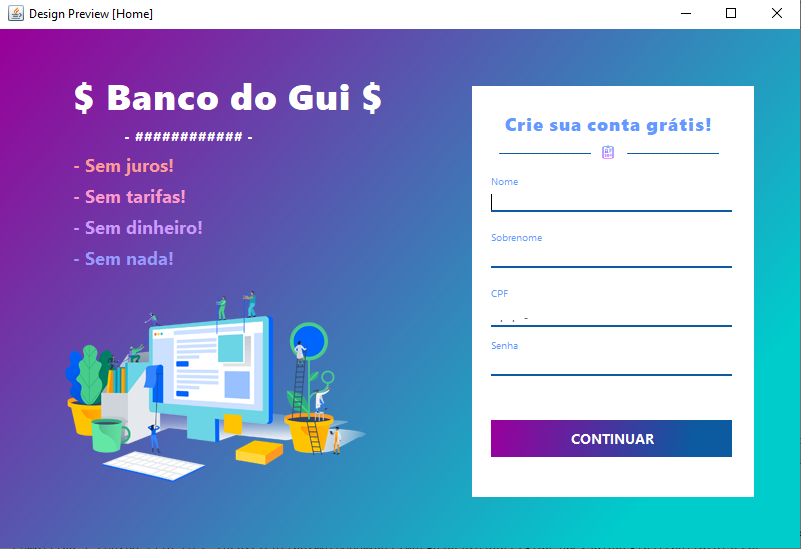 Design Preview [Home]
$ Banco do Gui $
- ############ -
- Sem juros!
- Sem tarifas!
- Sem dinheiro!
- Sem nada!
Crie sua conta grátis!
Nome
Sobrenome
CPF
. . -
Senha
CONTINUAR